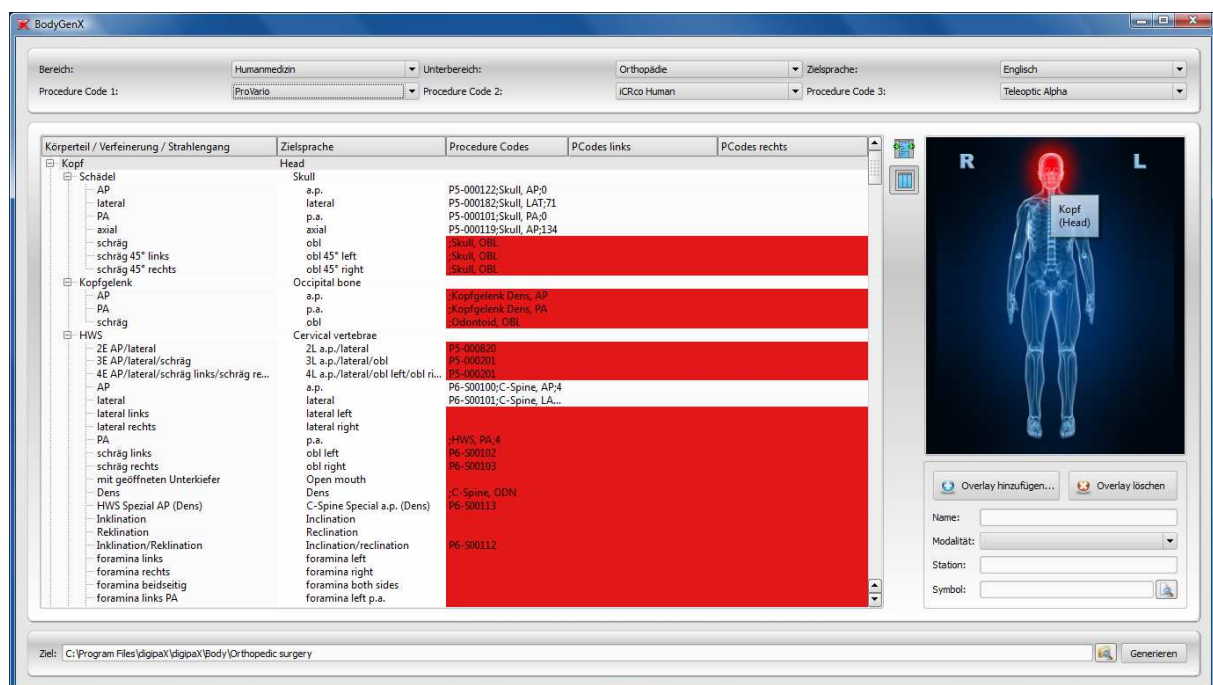 BodyGenX
Bereich: Humanmedizin Unterbereich: Orthopädie Zielsprache: Englisch
Procedure Code 1: ProVario Procedure Code 2: iCRco Human Procedure Code 3: Teleoptic Alpha
Körperteil / Verfeinerung / Strahlengang Zielsprache Procedure Codes PCodes links PCodes rechts
Kopf Head
Schädel Skull
AP a.p. P5-000122;Skull, AP;0
lateral lateral P5-000182;Skull, LAT;71
PA p.a. P5-000101;Skull, PA;0
axial axial P5-000119;Skull, AP;134
schräg obl ;Skull, OBL
schräg 45° links obl 45° left ;Skull, OBL
schräg 45° rechts obl 45° right ;Skull, OBL
Kopfgelenk Occipital bone
AP a.p. ;Kopfgelenk Dens, AP
PA p.a. ;Kopfgelenk Dens, PA
schräg obl ;Odontoid, OBL
HWS Cervical vertebrae
2E AP/lateral 2L a.p./lateral P5-000820
3E AP/lateral/schräg 3L a.p./lateral/obl P5-000201
4E AP/lateral/schräg links/schräg re... 4L a.p./lateral/obl left/obl ri... P5-000201
AP a.p. P6-S00100;C-Spine, AP;4
lateral lateral P6-S00101;C-Spine, LA...
lateral links lateral left
lateral rechts lateral right
PA p.a. ;HWS, PA;4
schräg links obl left P6-S00102
schräg rechts obl right P6-S00103
mit geöffneten Unterkiefer Open mouth
Dens Dens ;C-Spine, ODN
HWS Spezial AP (Dens) C-Spine Special a.p. (Dens) P6-S00113
Inklination Inclination
Reklination Reclination
Inklination/Reklination Inclination/reclination P6-S00112
foramina links foramina left
foramina rechts foramina right
foramina beidseitig foramina both sides
foramina links PA foramina left p.a.
R L
Kopf
(Head)
Overlay hinzufügen... Overlay löschen
Name:
Modalität:
Station:
Symbol:
Ziel: C:\Program Files\digipaX\digipaX\Body\Orthopedic surgery Generieren